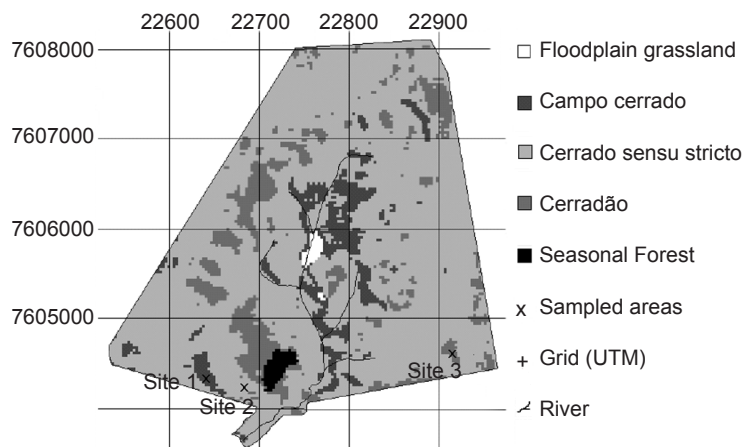 22600 22700 22800 22900
7608000
7607000
7606000
7605000
Site 1
Site 2
Site 3
Floodplain grassland
Campo cerrado
Cerrado sensu stricto
Cerradão
Seasonal Forest
x Sampled areas
+ Grid (UTM)
River